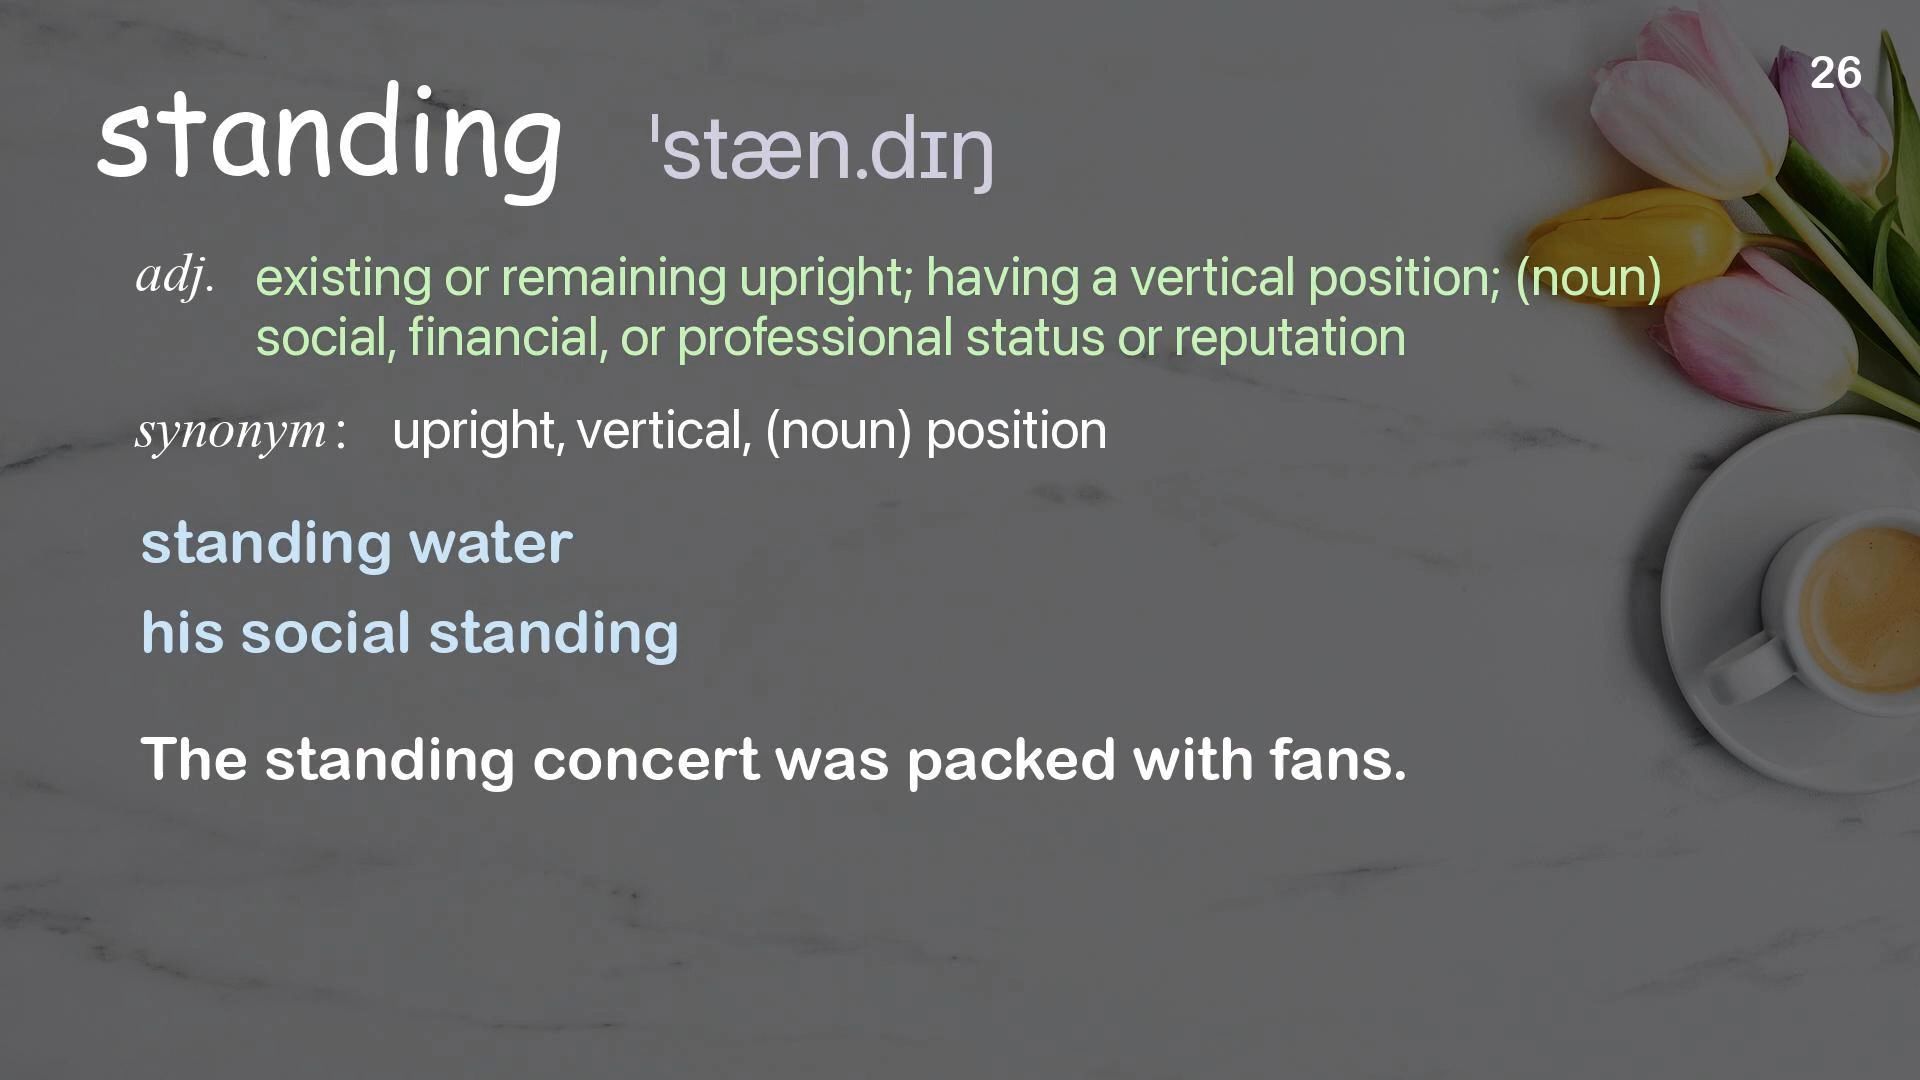 26
standing ˈstæn.dɪŋ
adj. existing or remaining upright; having a vertical position; (noun)
social, financial, or professional status or reputation
synonym : upright, vertical, (noun) position
standing water
his social standing
The standing concert was packed with fans.